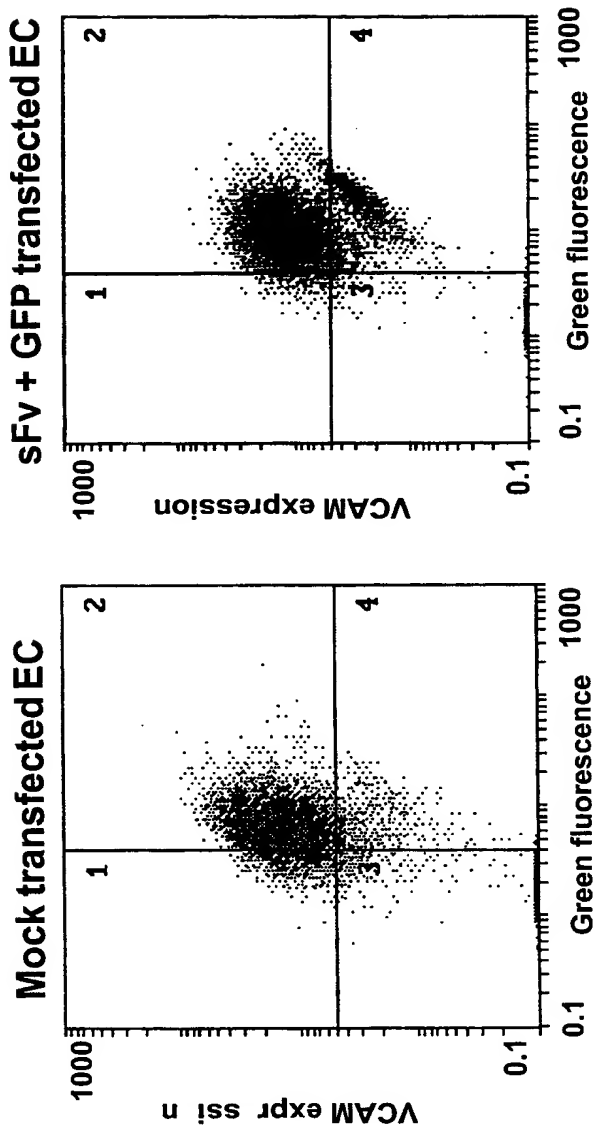 Mock transfected EC
1000
1
2
VCAM expr ssi n
3
4
0.1
0.1
1000
Green fluorescence
sFv + GFP transfected EC
1000
1
2
VCAM expression
3
4
0.1
0.1
1000
Green fluorescence